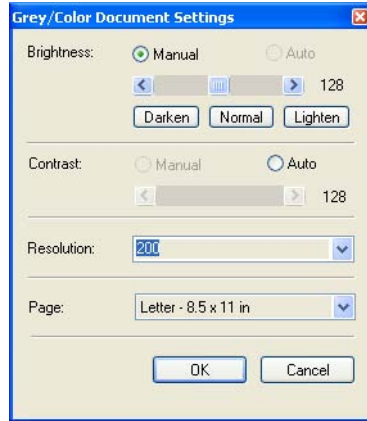 Grey/Color Document Settings
Brightness: Manual Auto
128
Darken Normal Lighten
Contrast: Manual Auto
128
Resolution: 200
Page: Letter - 8.5 x 11 in
OK Cancel